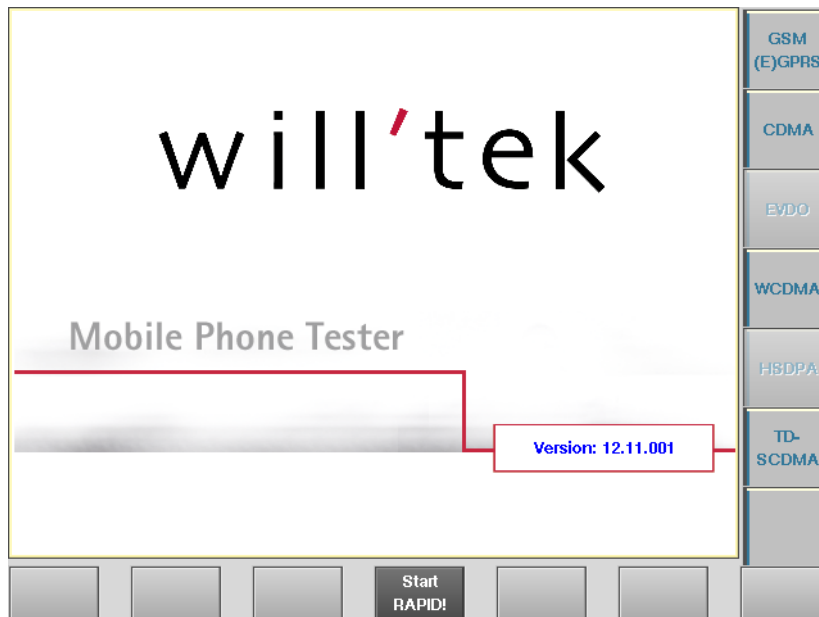 will'tek
Mobile Phone Tester
Version: 12.11.001
GSM
(E)GPRS
CDMA
EVDO
WCDMA
HSDPA
TD-
SCDMA
Start
RAPID!